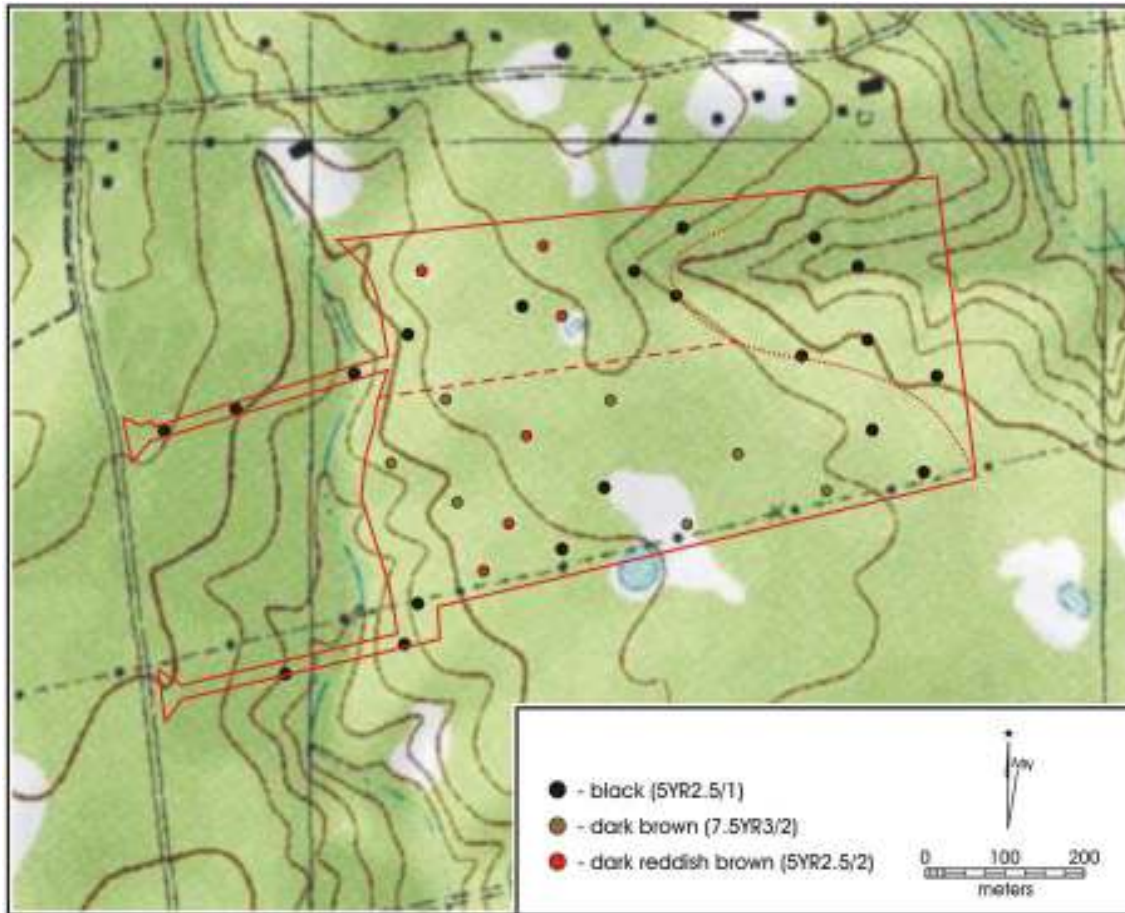 - black (5YR2.5/1)
- dark brown (7.5YR3/2)
- dark reddish brown (5YR2.5/2)
MN
0 100 200
meters